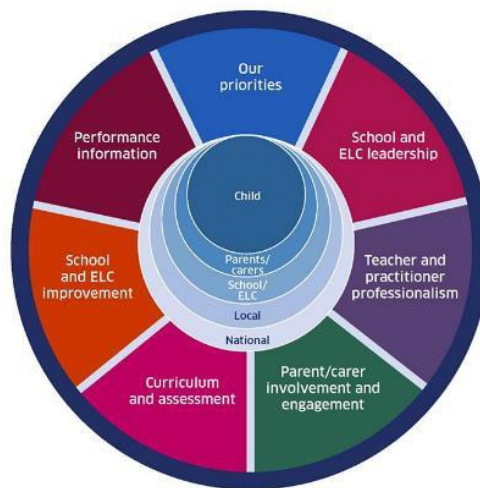 Our
priorities
School and
ELC leadership
Teacher and
practitioner
professionalism
Parent/carer
involvement and
engagement
Curriculum
and assessment
School
and ELC
improvement
Performance
information
Child
Parents/
carers
School/
ELC
Local
National